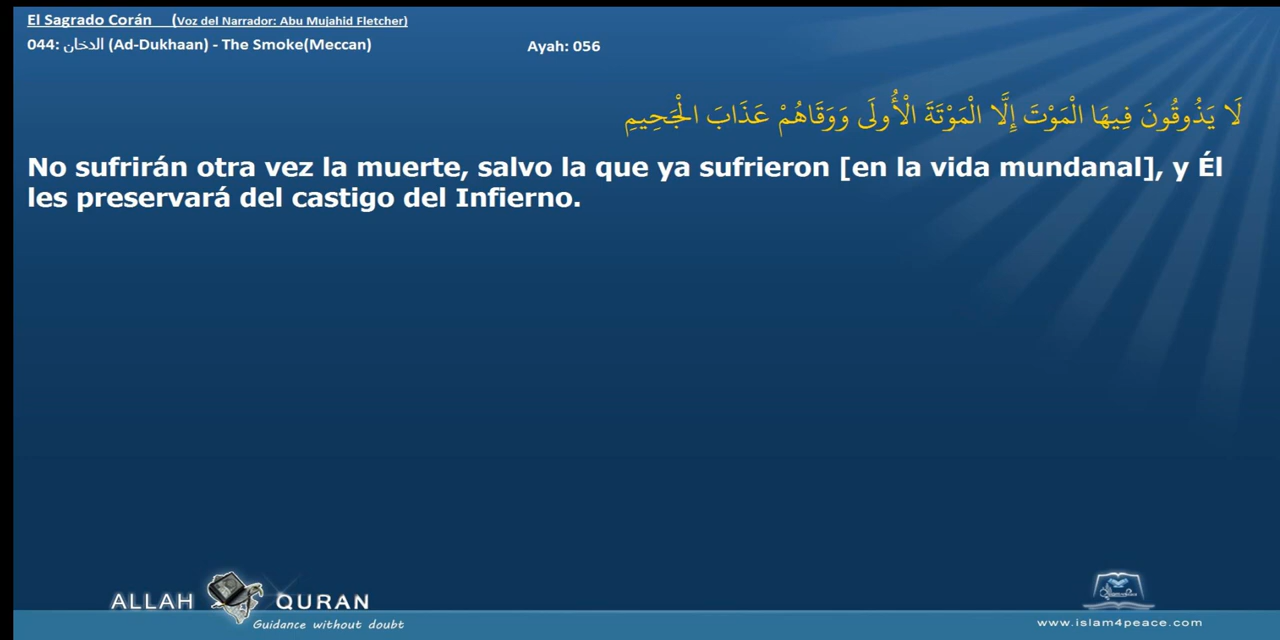 El Sagrado Corán (Voz del Narrador: Abu Mujahid Fletcher)
044: الدخان (Ad-Dukhaan) - The Smoke(Meccan) Ayah: 056
لَا يَذُوقُونَ فِيهَا الْمَوْتَ إِلَّا الْمَوْتَةَ الْأُولَى وَوَقَاهُمْ عَذَابَ الْجَحِيمِ
No sufrirán otra vez la muerte, salvo la que ya sufrieron [en la vida mundanal], y Él
les preservará del castigo del Infierno.
ALLAH QURAN
Guidance without doubt
www.islam4peace.com